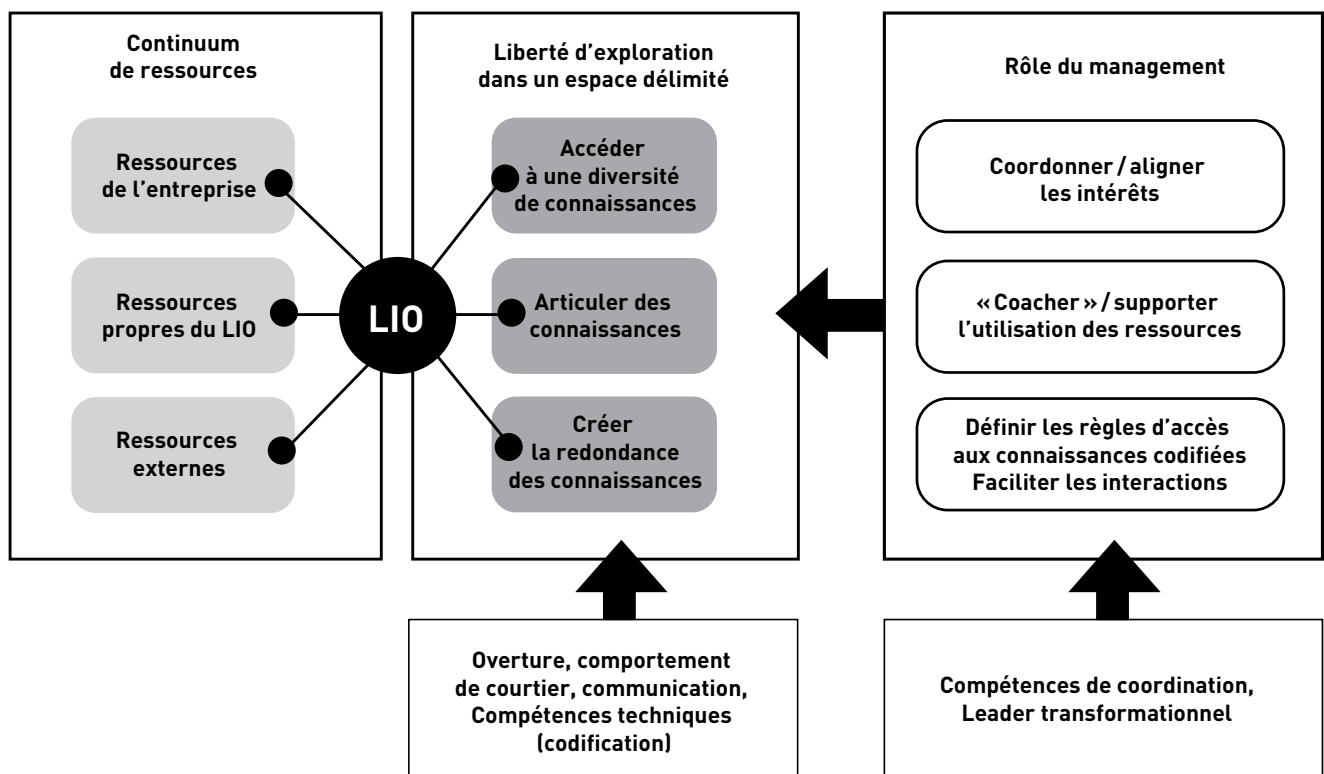 Continuum
de ressources
Ressources
de l’entreprise
Ressources
propres du LIO
Ressources
externes
LIO
Liberté d’exploration
dans un espace délimité
Accéder
à une diversité
de connaissances
Articuler des
connaissances
Créer
la redondance
des connaissances
Rôle du management
Coordonner / aligner
les intérêts
« Coacher » / supporter
l’utilisation des ressources
Définir les règles d’accès
aux connaissances codifiées
Faciliter les interactions
Overture, comportement
de courtier, communication,
Compétences techniques
(codification)
Compétences de coordination,
Leader transformationnel